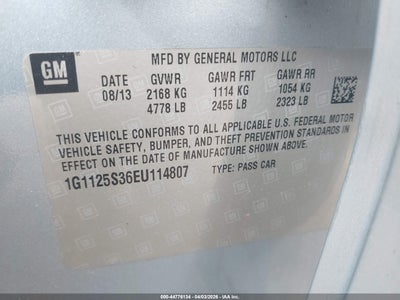 GM
MFD BY GENERAL MOTORS LLC
DATE GVWR GAWR FRT GAWR RR
08/13 2168 KG 1114 KG 1054 KG
4778 LB 2455 LB 2323 LB
THIS VEHICLE CONFORMS TO ALL APPLICABLE U.S. FEDERAL MOTOR
VEHICLE SAFETY, BUMPER, AND THEFT PREVENTION STANDARDS IN
EFFECT ON THE DATE OF MANUFACTURE SHOWN ABOVE.
1G1125S36EU114807 TYPE: PASS CAR
000-44776134 - 04/03/2026 - IAAI